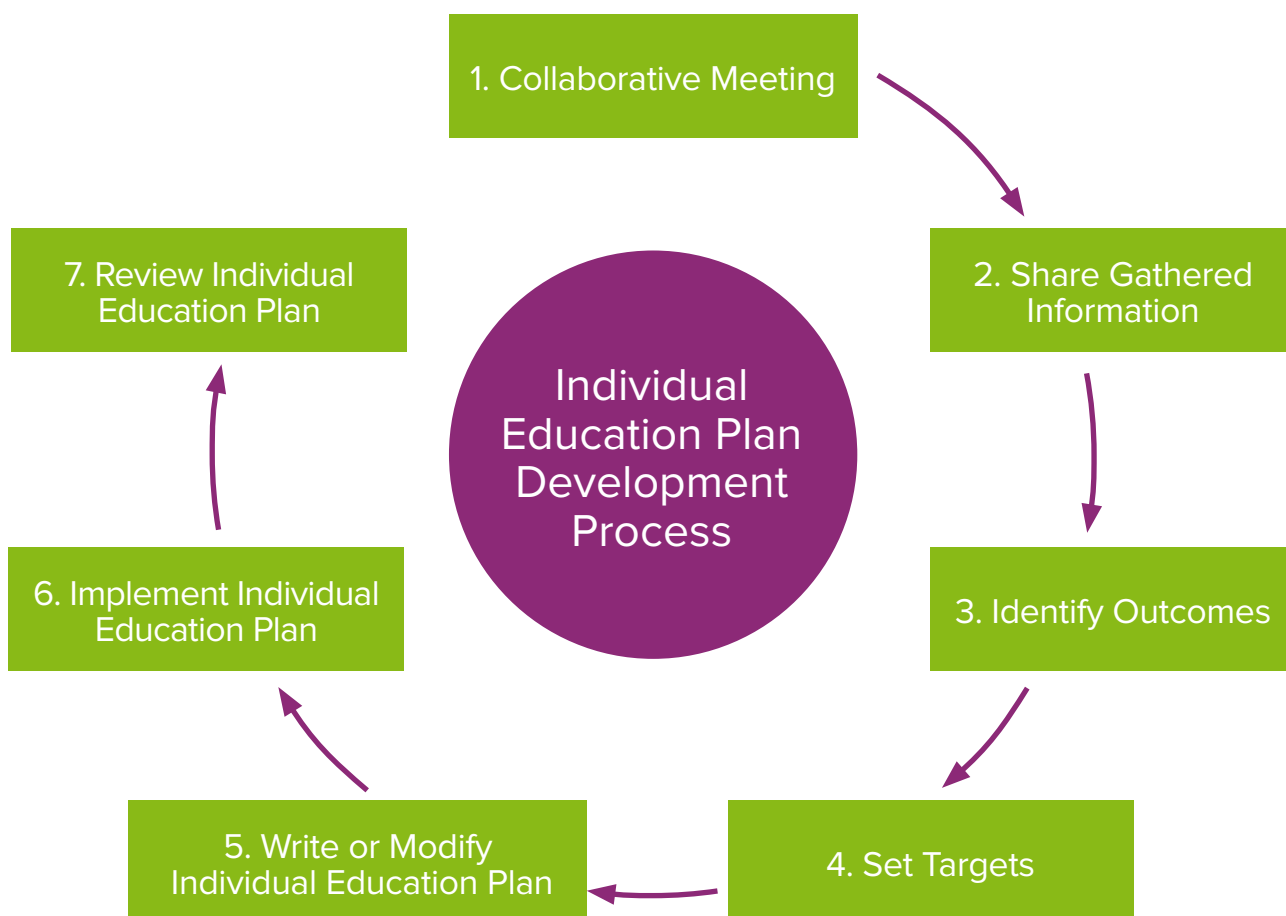 1. Collaborative Meeting
2. Share Gathered
Information
3. Identify Outcomes
4. Set Targets
5. Write or Modify
Individual Education Plan
6. Implement Individual
Education Plan
7. Review Individual
Education Plan
Individual
Education Plan
Development
Process